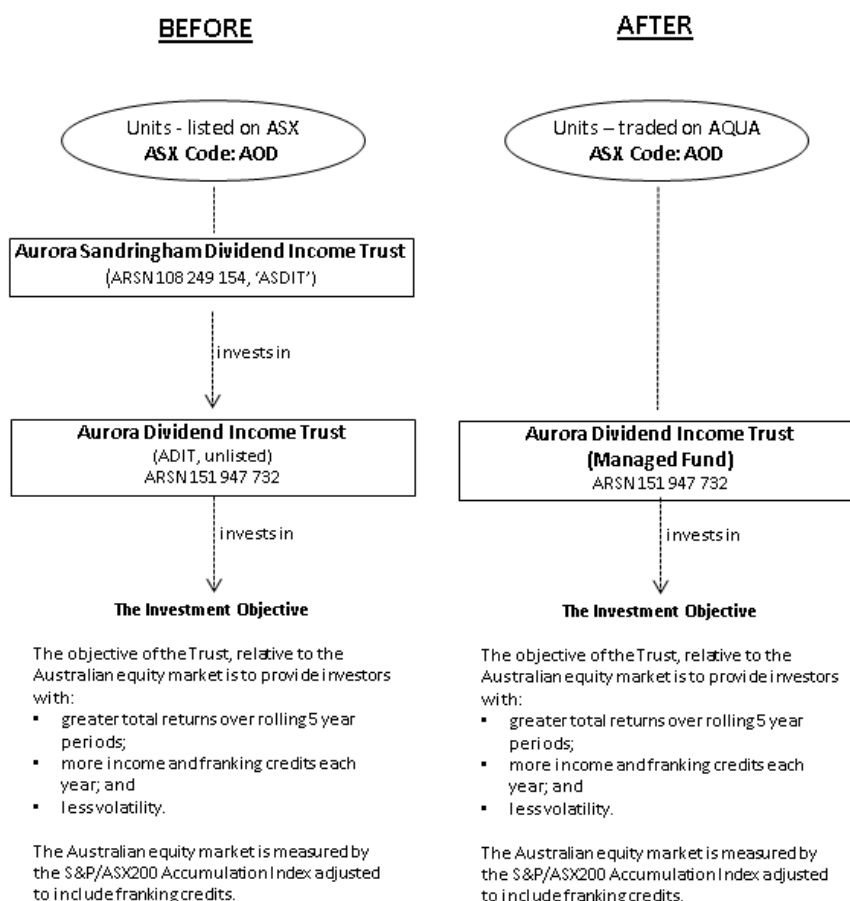 BEFORE
Units - listed on ASX
ASX Code: AOD
Aurora Sandringham Dividend Income Trust
(ARSN 108 249 154, ‘ASDIT’)
invests in
Aurora Dividend Income Trust
(ADIT, unlisted)
ARSN 151 947 732
invests in
The Investment Objective
The objective of the Trust, relative to the
Australian equity market is to provide investors
with:
▪ greater total returns over rolling 5 year
periods;
▪ more income and franking credits each
year; and
▪ less volatility.
The Australian equity market is measured by
the S&P/ASX200 Accumulation Index adjusted
to include franking credits.
AFTER
Units – traded on AQUA
ASX Code: AOD
Aurora Dividend Income Trust
(Managed Fund)
ARSN 151 947 732
invests in
The Investment Objective
The objective of the Trust, relative to the
Australian equity market is to provide investors
with:
▪ greater total returns over rolling 5 year
periods;
▪ more income and franking credits each
year; and
▪ less volatility.
The Australian equity market is measured by
the S&P/ASX200 Accumulation Index adjusted
to include franking credits.